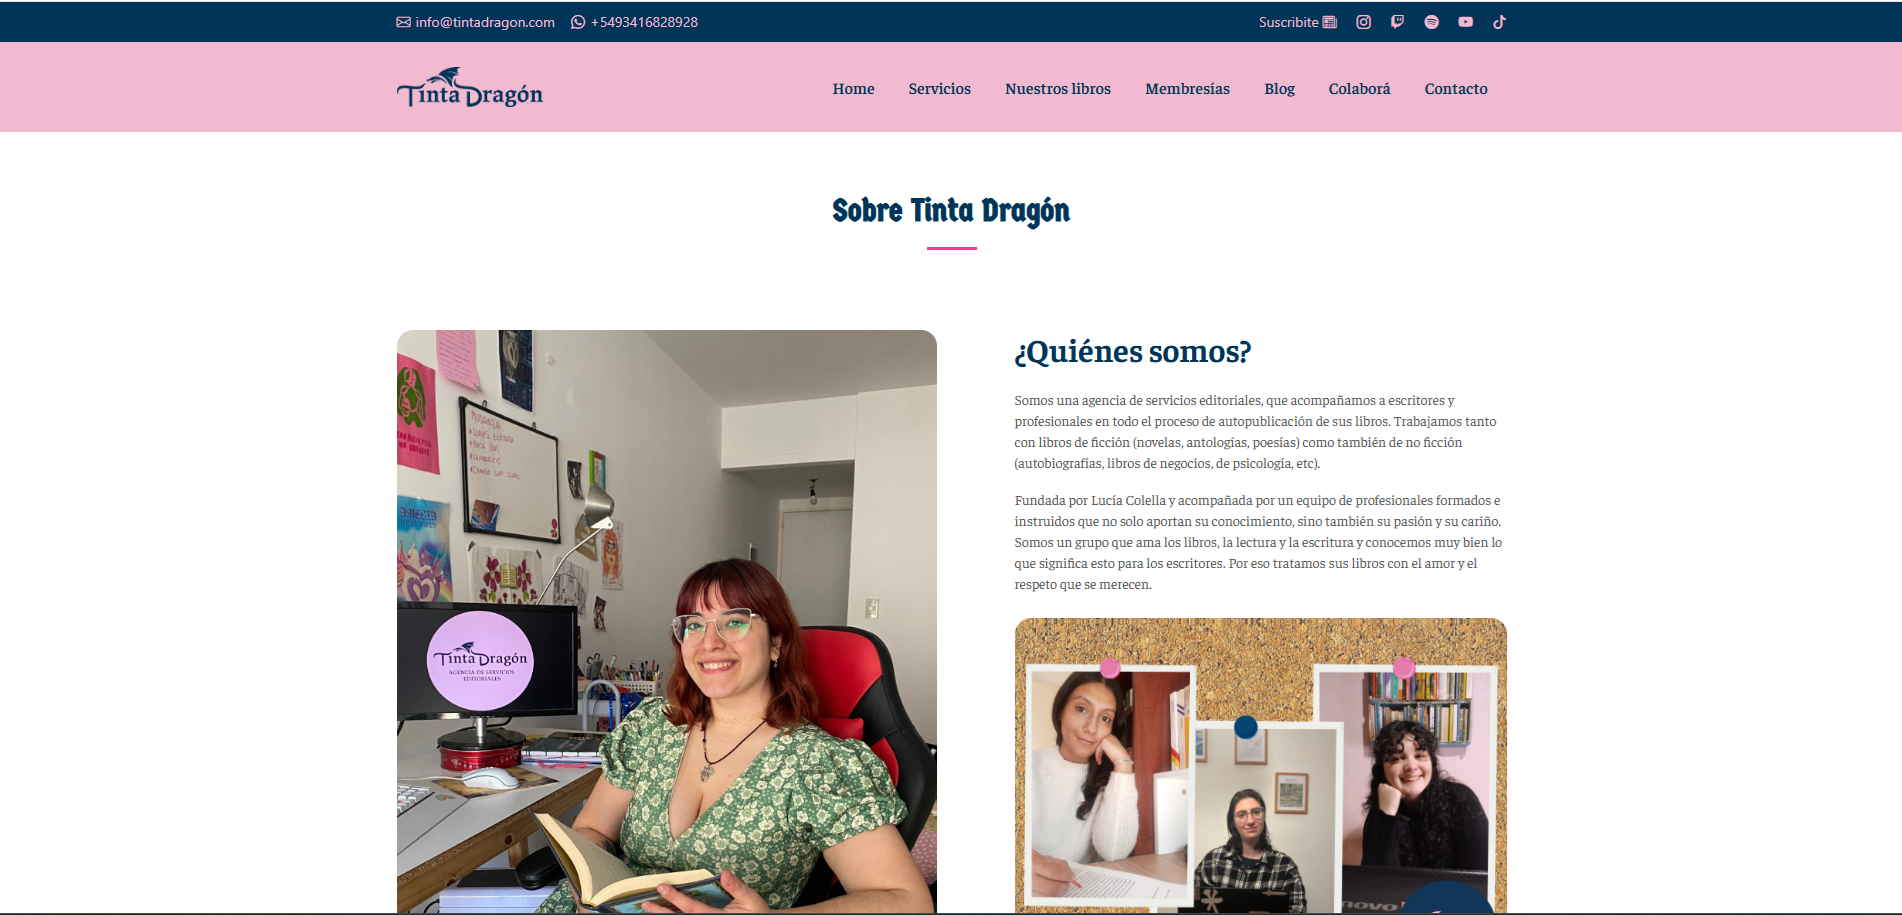 info@tintadragon.com
+5493416828928
Suscribite
Tinta Dragón
Home
Servicios
Nuestros libros
Membresías
Blog
Colaborá
Contacto
Sobre Tinta Dragón
¿Quiénes somos?
Somos una agencia de servicios editoriales, que acompañamos a escritores y
profesionales en todo el proceso de autopublicación de sus libros. Trabajamos tanto
con libros de ficción (novelas, antologías, poesías) como también de no ficción
(autobiografías, libros de negocios, de psicología, etc).
Fundada por Lucía Colella y acompañada por un equipo de profesionales formados e
instruidos que no solo aportan su conocimiento, sino también su pasión y su cariño.
Somos un grupo que ama los libros, la lectura y la escritura y conocemos muy bien lo
que significa esto para los escritores. Por eso tratamos sus libros con el amor y el
respeto que se merecen.
Tinta Dragón
AGENCIA DE SERVICIOS
EDITORIALES